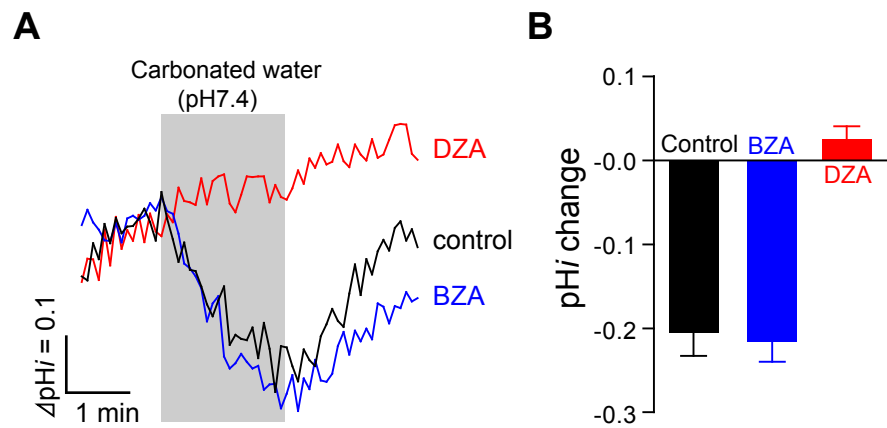 A
Carbonated water
(pH7.4)
DZA
control
BZA
ΔpHi = 0.1
1 min
B
0.1
-0.0
-0.1
-0.2
-0.3
pHi change
Control
BZA
DZA